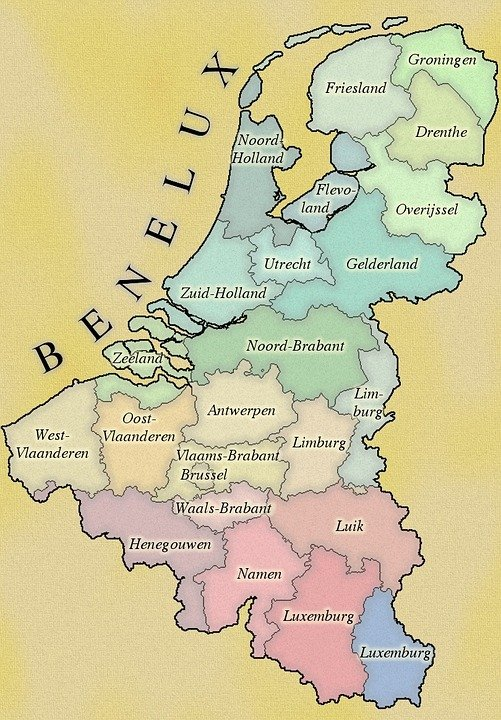 BENELUX
Groningen
Friesland
Drenthe
Noord
Holland
Flevo-
land
Overijssel
Utrecht
Gelderland
Zuid-Holland
Noord-Brabant
Zeeland
Lim-
burg
Antwerpen
Oost-
Vlaanderen
West-
Vlaanderen
Limburg
Vlaams-Brabant
Brussel
Waals-Brabant
Luik
Henegouwen
Namen
Luxemburg
Luxemburg